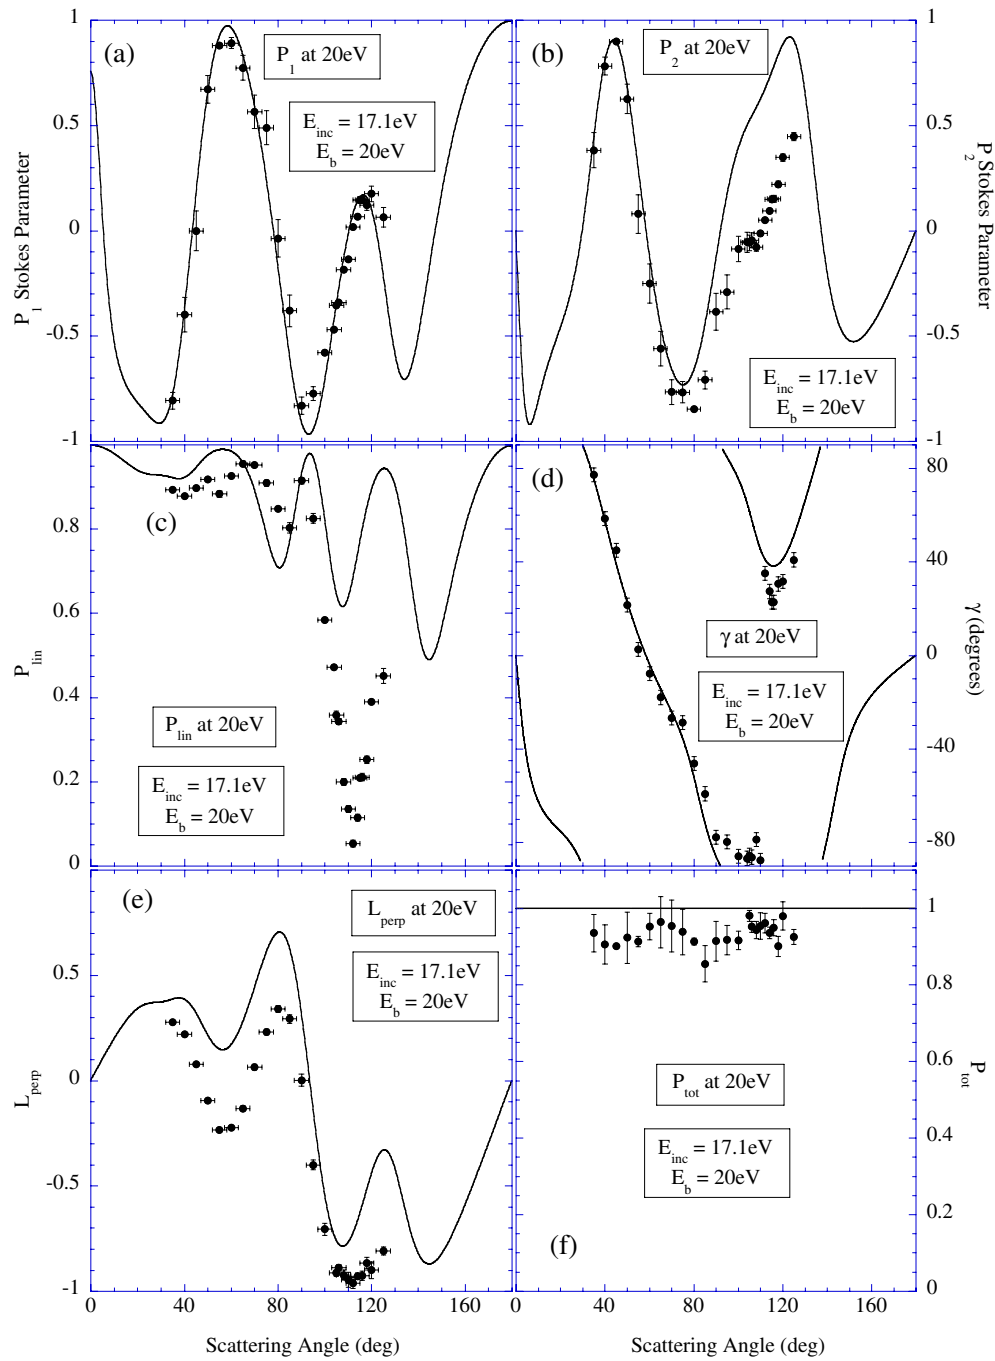 (a)
P1 at 20eV
Einc = 17.1eV
Eb = 20eV
P1 Stokes Parameter
1
0.5
0
-0.5
-1
(b)
P2 at 20eV
Einc = 17.1eV
Eb = 20eV
P2 Stokes Parameter
1
0.5
0
-0.5
-1
(c)
Plin at 20eV
Einc = 17.1eV
Eb = 20eV
Plin
0.8
0.6
0.4
0.2
0
(d)
γ at 20eV
Einc = 17.1eV
Eb = 20eV
γ (degrees)
80
40
0
-40
-80
(e)
Lperp at 20eV
Einc = 17.1eV
Eb = 20eV
Lperp
0.5
0
-0.5
-1
0 40 80 120 160
Scattering Angle (deg)
Ptot at 20eV
Einc = 17.1eV
Eb = 20eV
(f)
Ptot
1
0.8
0.6
0.4
0.2
0
0 40 80 120 160
Scattering Angle (deg)